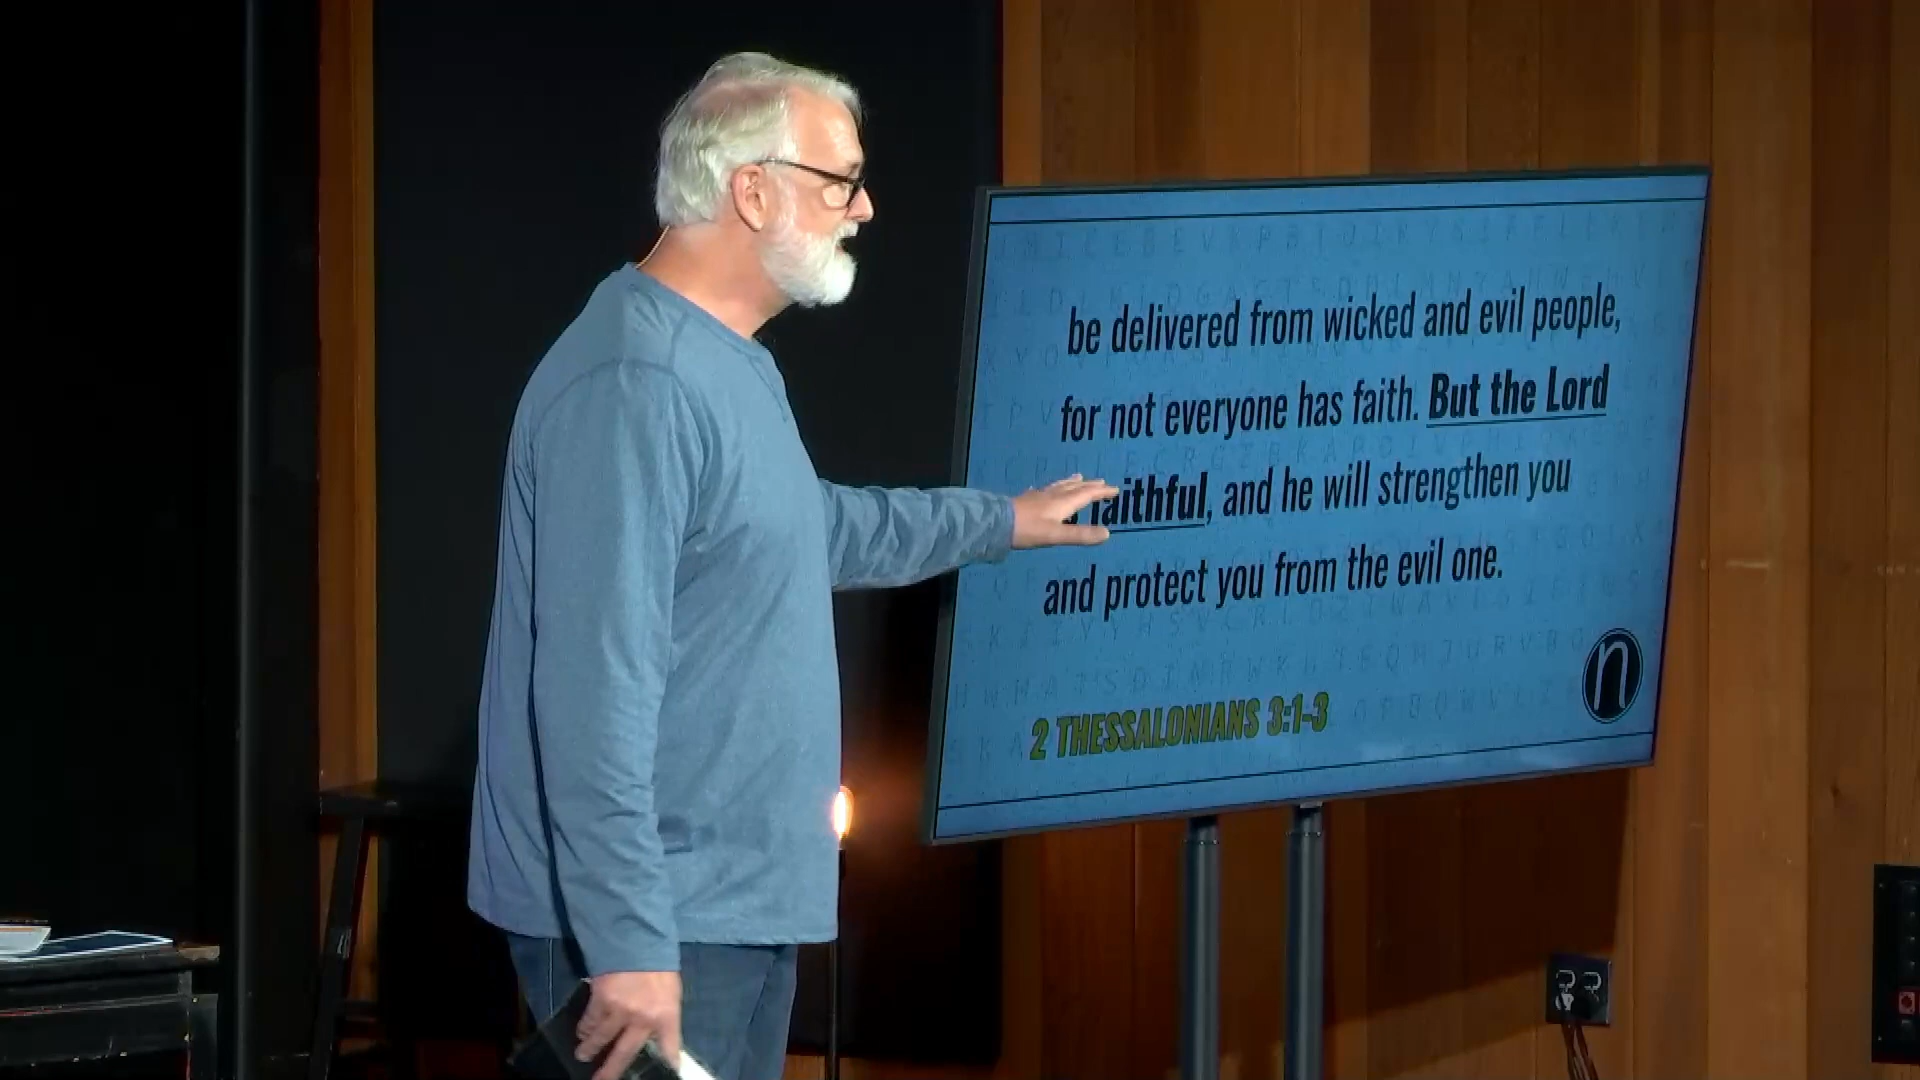 be delivered from wicked and evil people,
for not everyone has faith. But the Lord
faithful, and he will strengthen you
and protect you from the evil one.
2 THESSALONIANS 3:1-3
n